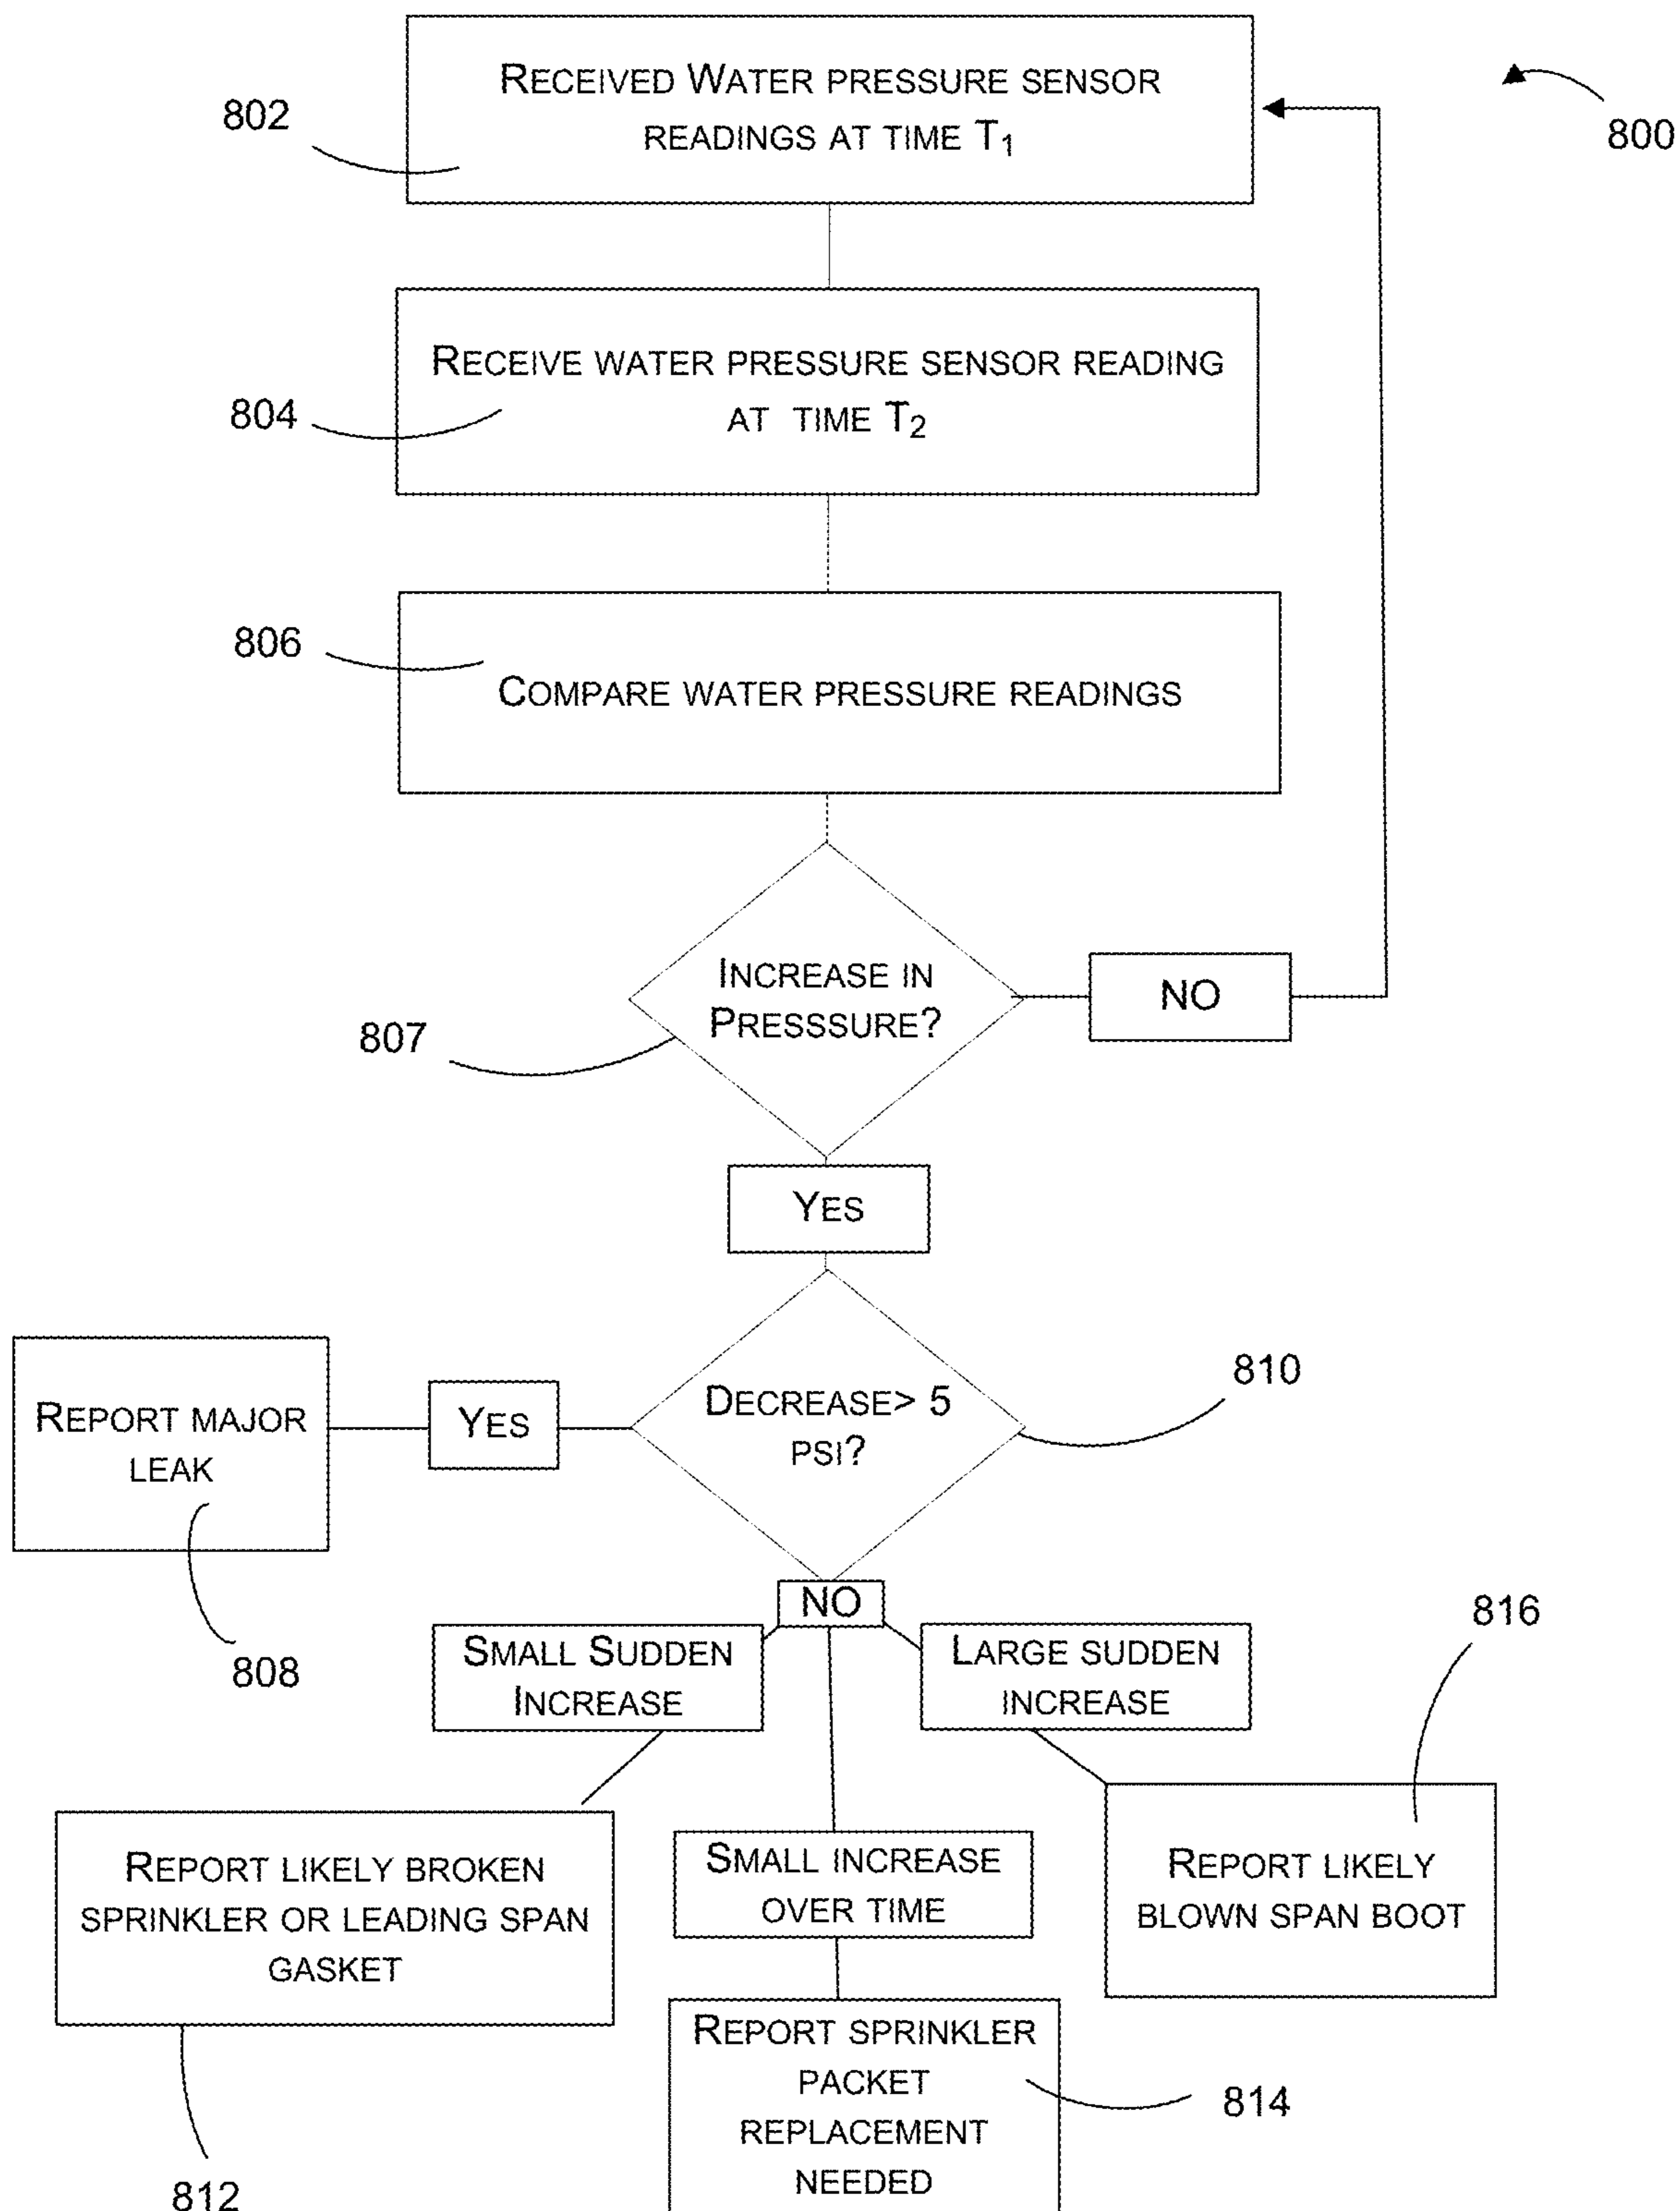 RECEIVED WATER PRESSURE SENSOR
READINGS AT TIME T1
802
800
RECEIVE WATER PRESSURE SENSOR READING
AT TIME T2
804
806
COMPARE WATER PRESSURE READINGS
INCREASE IN
PRESSSURE?
NO
807
YES
DECREASE> 5
PSI?
810
YES
REPORT MAJOR
LEAK
808
NO
SMALL SUDDEN
INCREASE
LARGE SUDDEN
INCREASE
816
REPORT LIKELY BROKEN
SPRINKLER OR LEADING SPAN
GASKET
SMALL INCREASE
OVER TIME
REPORT LIKELY
BLOWN SPAN BOOT
REPORT SPRINKLER
PACKET
REPLACEMENT
NEEDED
814
812